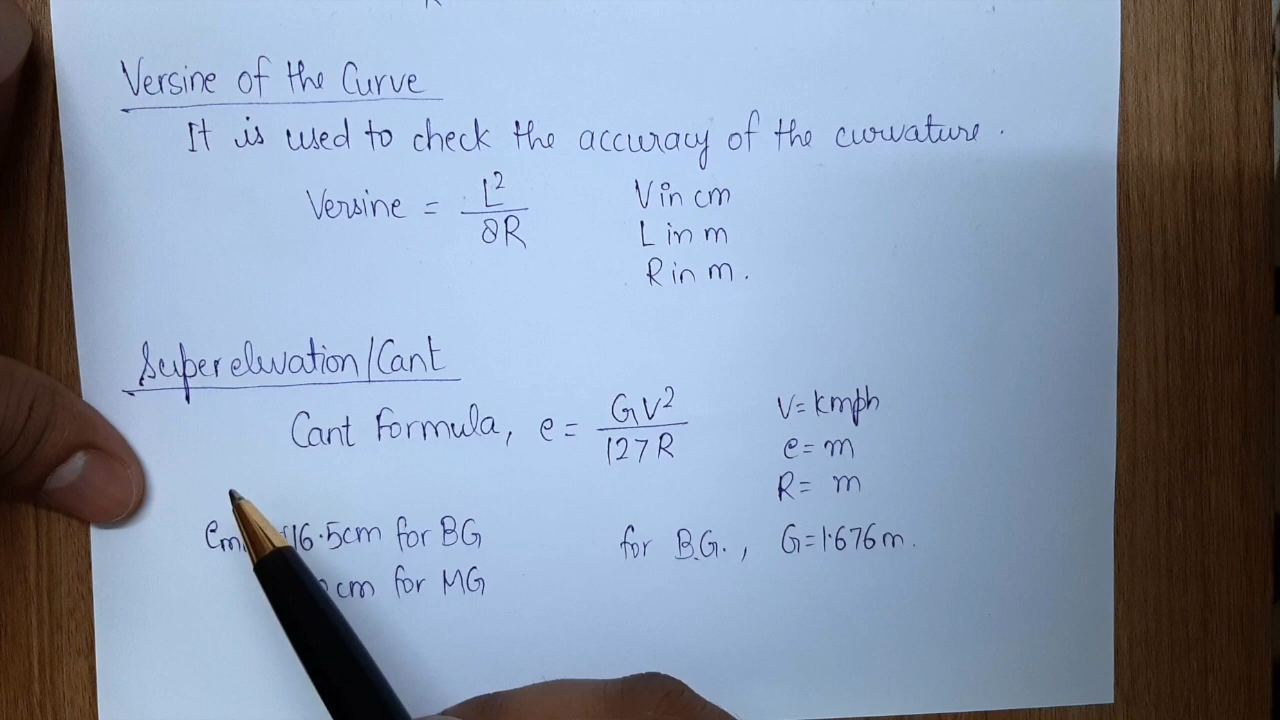 Versine of the Curve
It is used to check the accuracy of the curvature.
Versine = L²/8R
V in cm
L in m
R in m.
Superelevation/Cant
Cant Formula, e = GV²/127R
V = kmph
e = m
R = m
16.5cm for BG
for B.G., G = 1.676m.
cm for MG